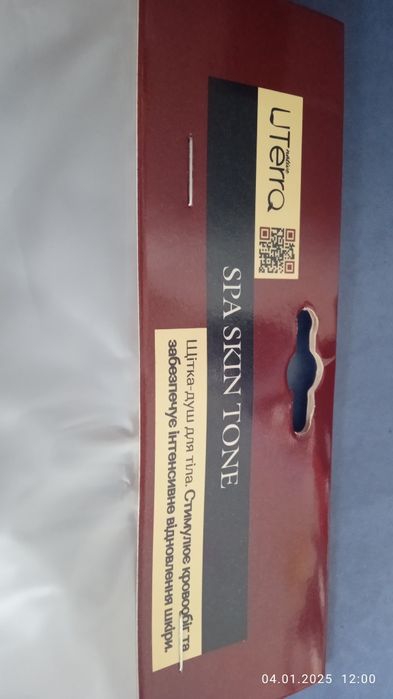 UTerra
SPA SKIN TONE
Щітка-душ для тіла. Стимулює кровообіг та
забезпечує інтенсивне відновлення шкіри.
04.01.2025 12:00